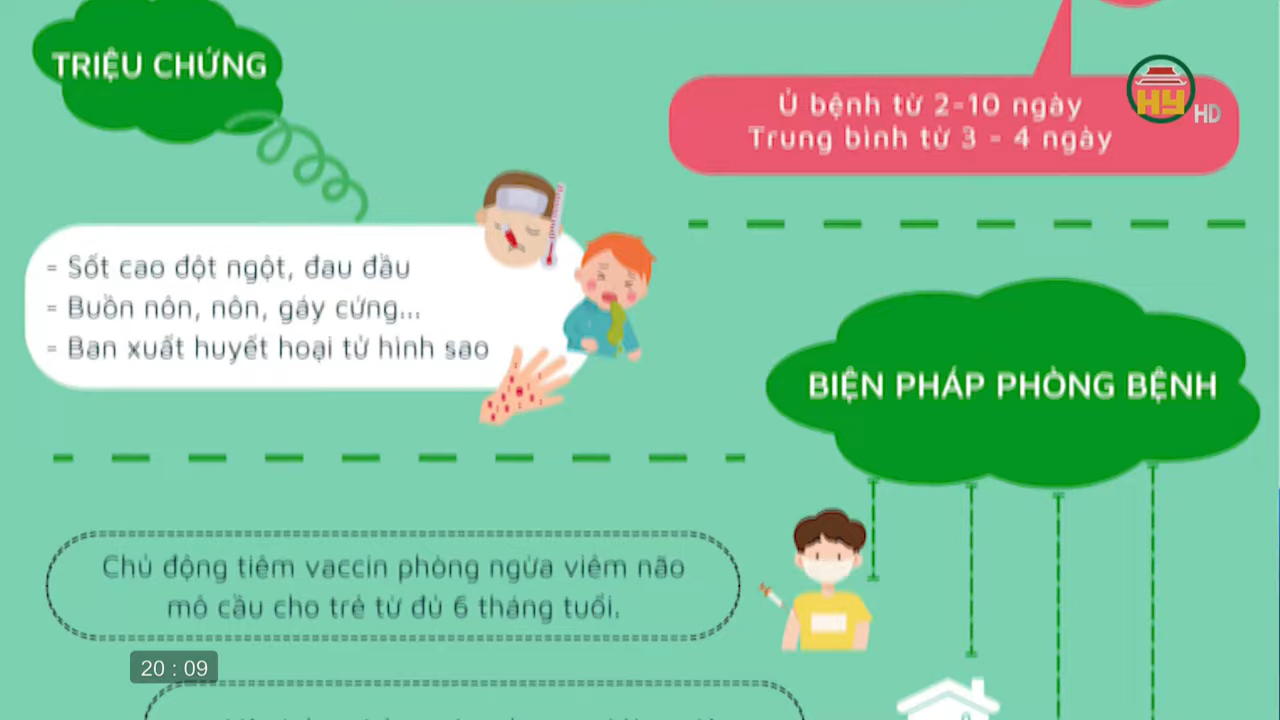 TRIỆU CHỨNG
Ủ bệnh từ 2-10 ngày
Trung bình từ 3 - 4 ngày
HY HD
= Sốt cao đột ngột, đau đầu
= Buồn nôn, nôn, gáy cứng...
= Ban xuất huyết hoại tử hình sao
BIỆN PHÁP PHÒNG BỆNH
Chủ động tiêm vaccin phòng ngừa viêm não
mô cầu cho trẻ từ đủ 6 tháng tuổi.
20 : 09